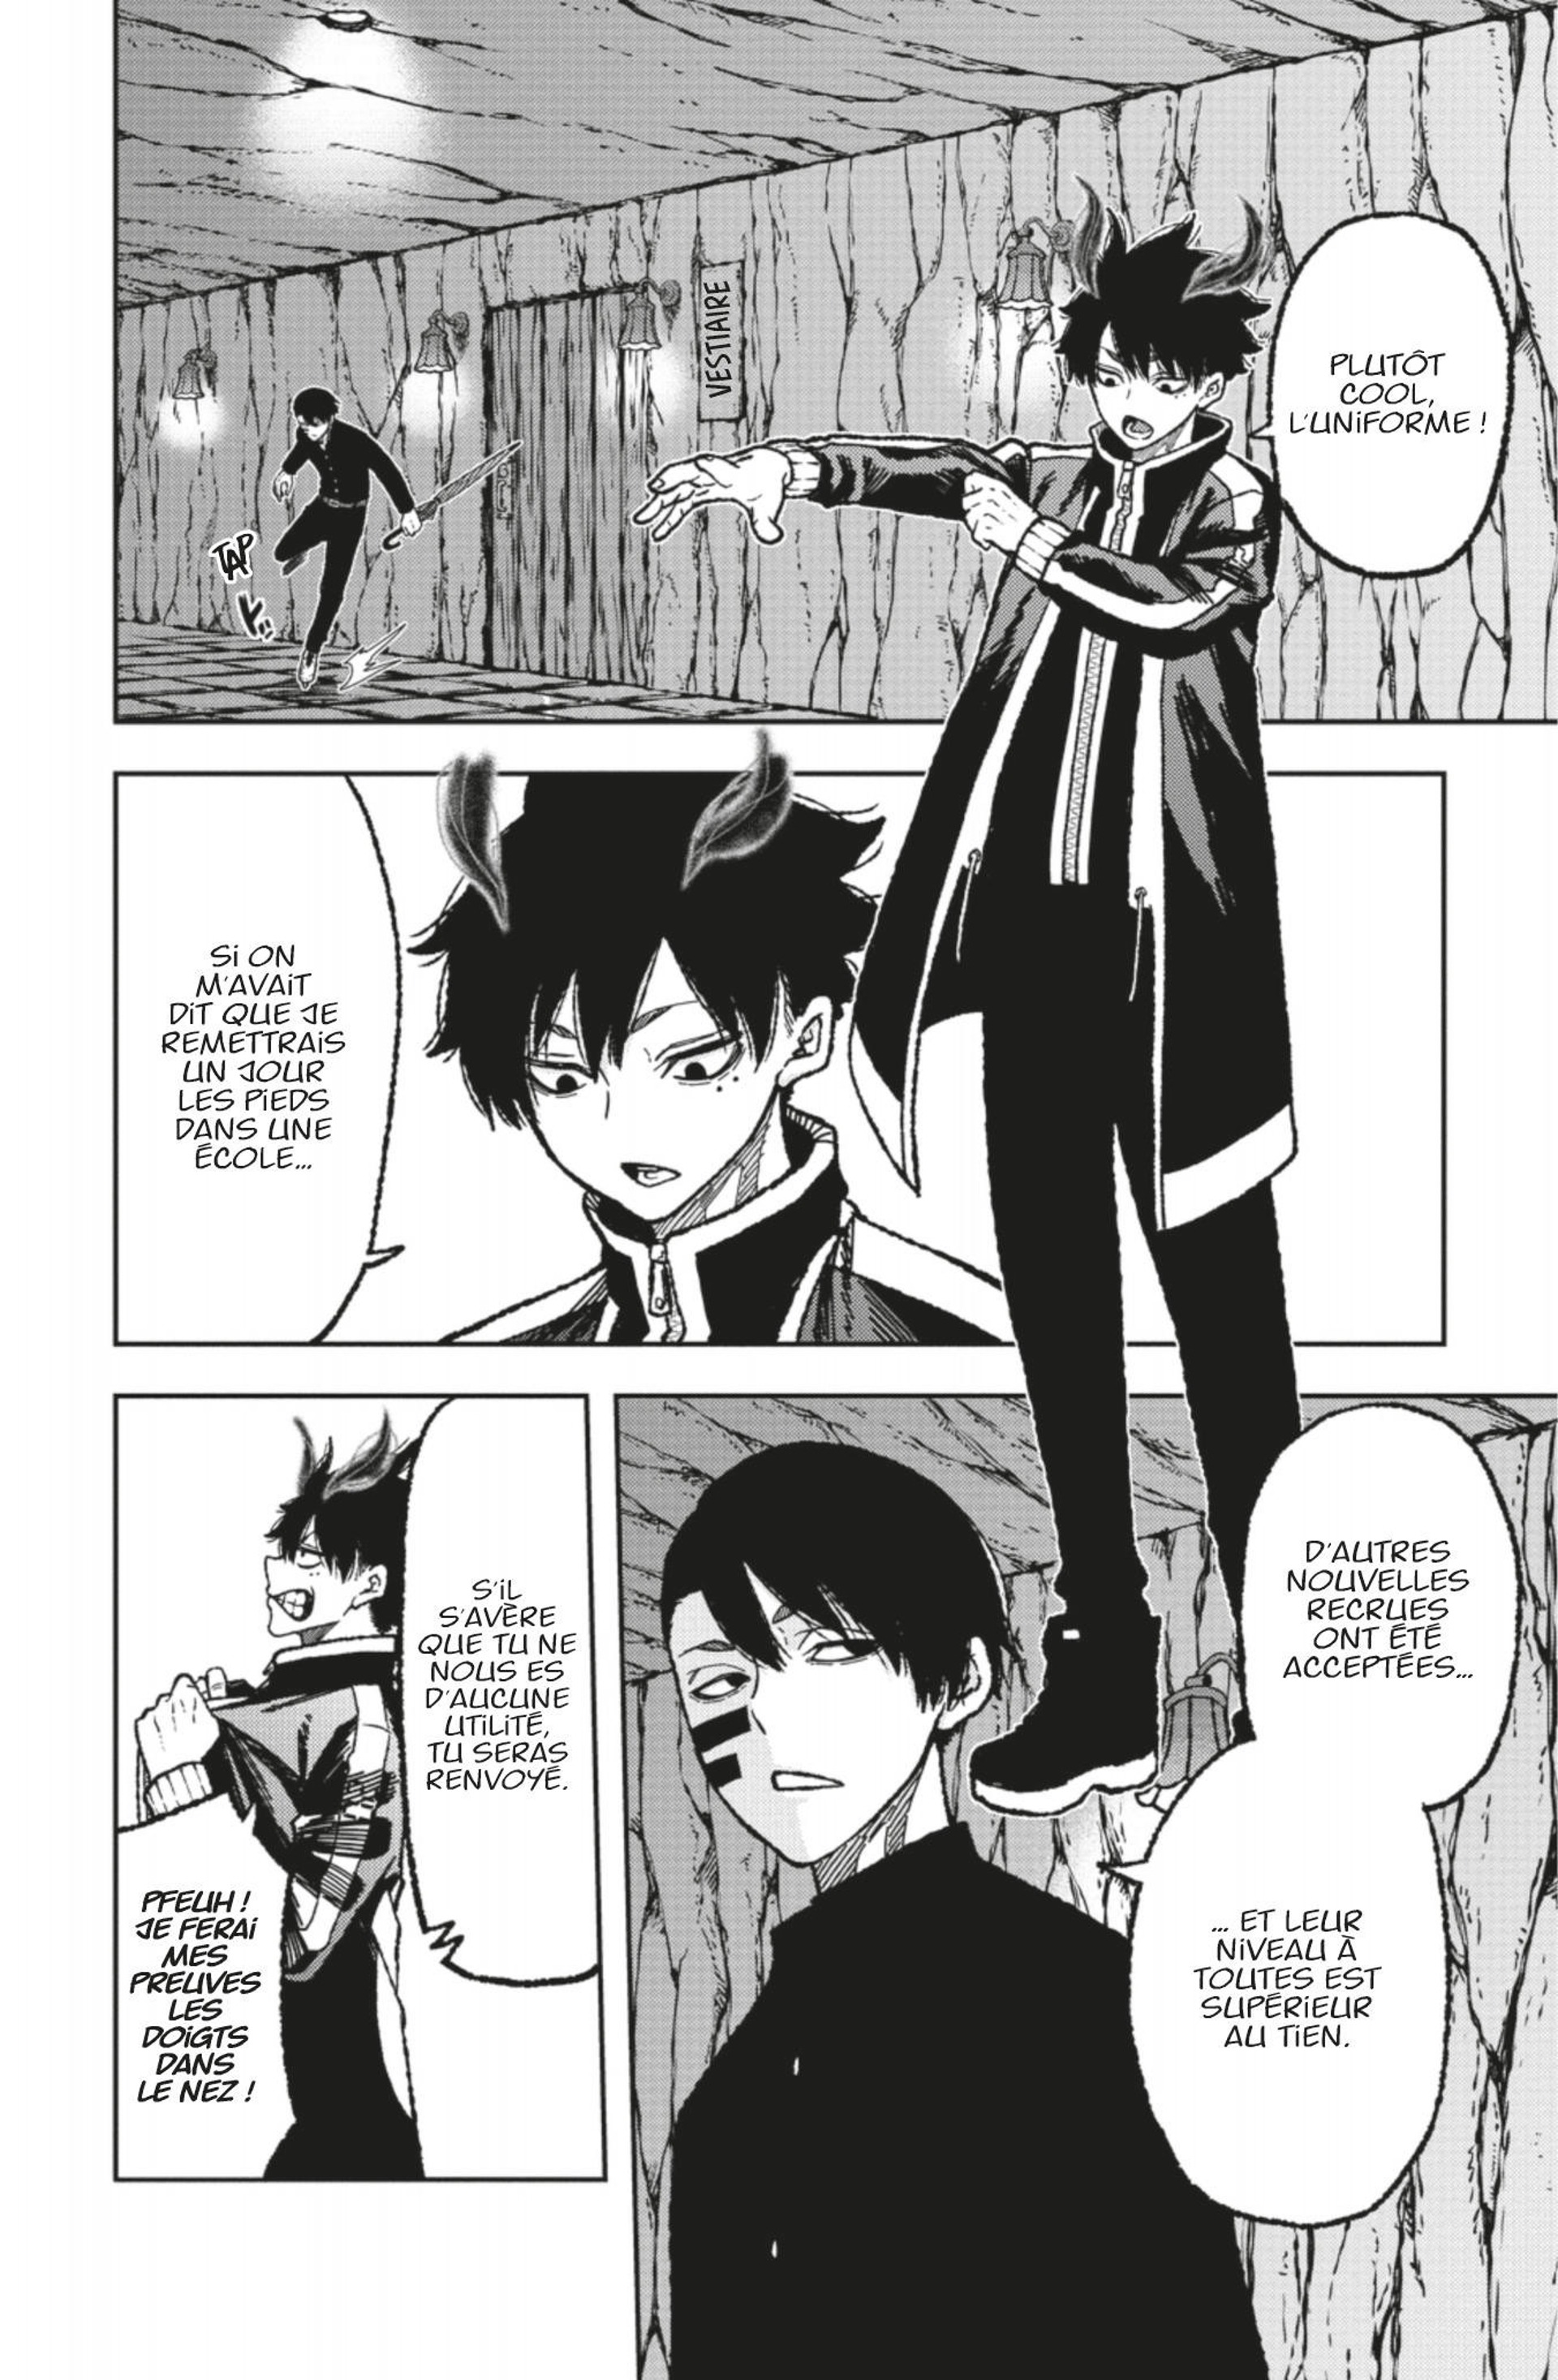 PLUTÔT
COOL,
L'UNIFORME !
VESTIAIRE
TAP
SI ON
M'AVAIT
DIT QUE JE
REMETTRAIS
UN JOUR
LES PIEDS
DANS UNE
ÉCOLE...
D'AUTRES
NOUVELLES
RECRUES
ONT ÉTÉ
ACCEPTÉES...
... ET LEUR
NIVEAU À
TOUTES EST
SUPÉRIEUR
AU TIEN.
S'IL
S'AVÈRE
QUE TU NE
NOUS ES
D'AUCUNE
UTILITÉ,
TU SERAS
RENVOYÉ.
PFEUH !
JE FERAI
MES
PREUVES
LES
DOIGTS
DANS
LE NEZ !